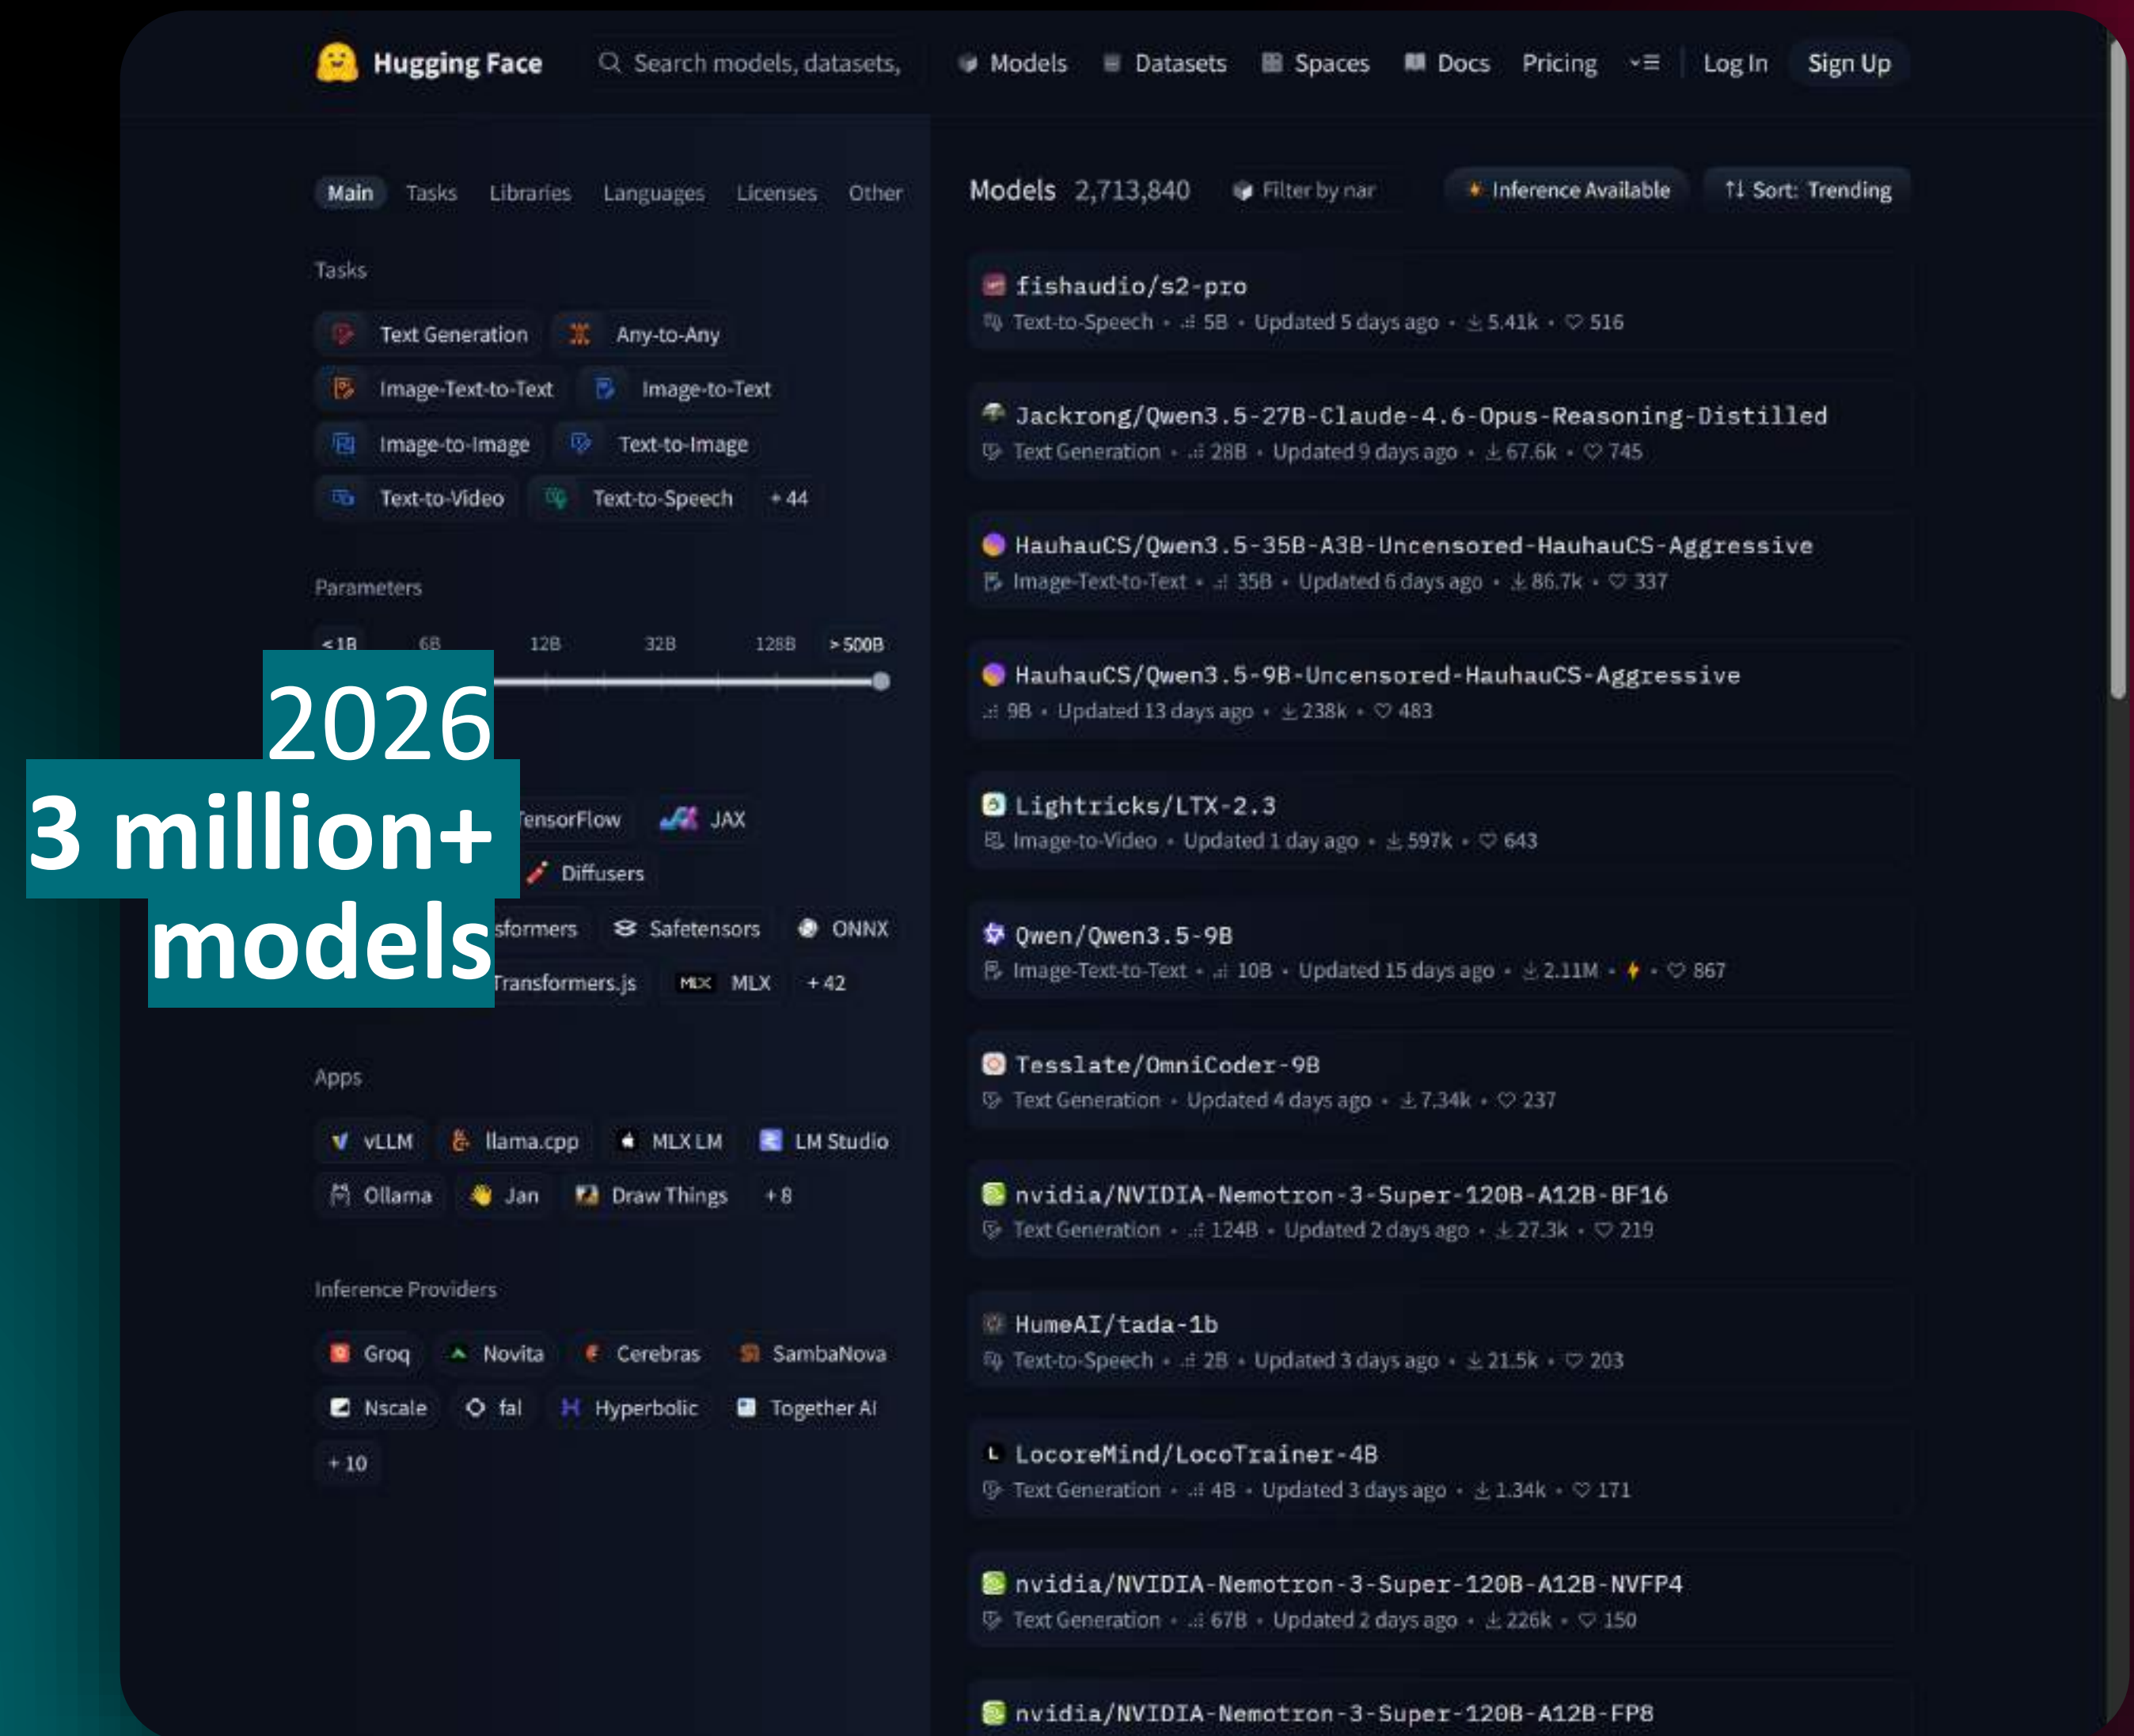 Hugging Face
Search models, datasets,
Models
Datasets
Spaces
Docs
Pricing
Log In
Sign Up
Main
Tasks
Libraries
Languages
Licenses
Other
Tasks
Text Generation
Any-to-Any
Image-Text-to-Text
Image-to-Text
Image-to-Image
Text-to-Image
Text-to-Video
Text-to-Speech
+44
Parameters
<1B 6B 12B 32B 128B >500B
2026
3 million+
models
TensorFlow
JAX
Diffusers
sformers
Safetensors
ONNX
Transformers.js
MLX MLX
+42
Apps
vLLM
llama.cpp
MLX LM
LM Studio
Ollama
Jan
Draw Things
+8
Inference Providers
Groq
Novita
Cerebras
SambaNova
Nscale
fal
Hyperbolic
Together AI
+10
Models 2,713,840
Filter by nar
Inference Available
Sort: Trending
fishaudio/s2-pro
Text-to-Speech • 5B • Updated 5 days ago • 5.41k • 516
Jackrong/Qwen3.5-27B-Claude-4.6-Opus-Reasoning-Distilled
Text Generation • 28B • Updated 9 days ago • 67.6k • 745
HauhauCS/Qwen3.5-35B-A3B-Uncensored-HauhauCS-Aggressive
Image-Text-to-Text • 35B • Updated 6 days ago • 86.7k • 337
HauhauCS/Qwen3.5-9B-Uncensored-HauhauCS-Aggressive
9B • Updated 13 days ago • 238k • 483
Lightricks/LTX-2.3
Image-to-Video • Updated 1 day ago • 597k • 643
Qwen/Qwen3.5-9B
Image-Text-to-Text • 10B • Updated 15 days ago • 2.11M • 867
Tesslate/OmniCoder-9B
Text Generation • Updated 4 days ago • 7.34k • 237
nvidia/NVIDIA-Nemotron-3-Super-120B-A12B-BF16
Text Generation • 124B • Updated 2 days ago • 27.3k • 219
HumeAI/tada-1b
Text-to-Speech • 2B • Updated 3 days ago • 21.5k • 203
LocoreMind/LocoTrainer-4B
Text Generation • 4B • Updated 3 days ago • 1.34k • 171
nvidia/NVIDIA-Nemotron-3-Super-120B-A12B-NVFP4
Text Generation • 67B • Updated 2 days ago • 226k • 150
nvidia/NVIDIA-Nemotron-3-Super-120B-A12B-FP8